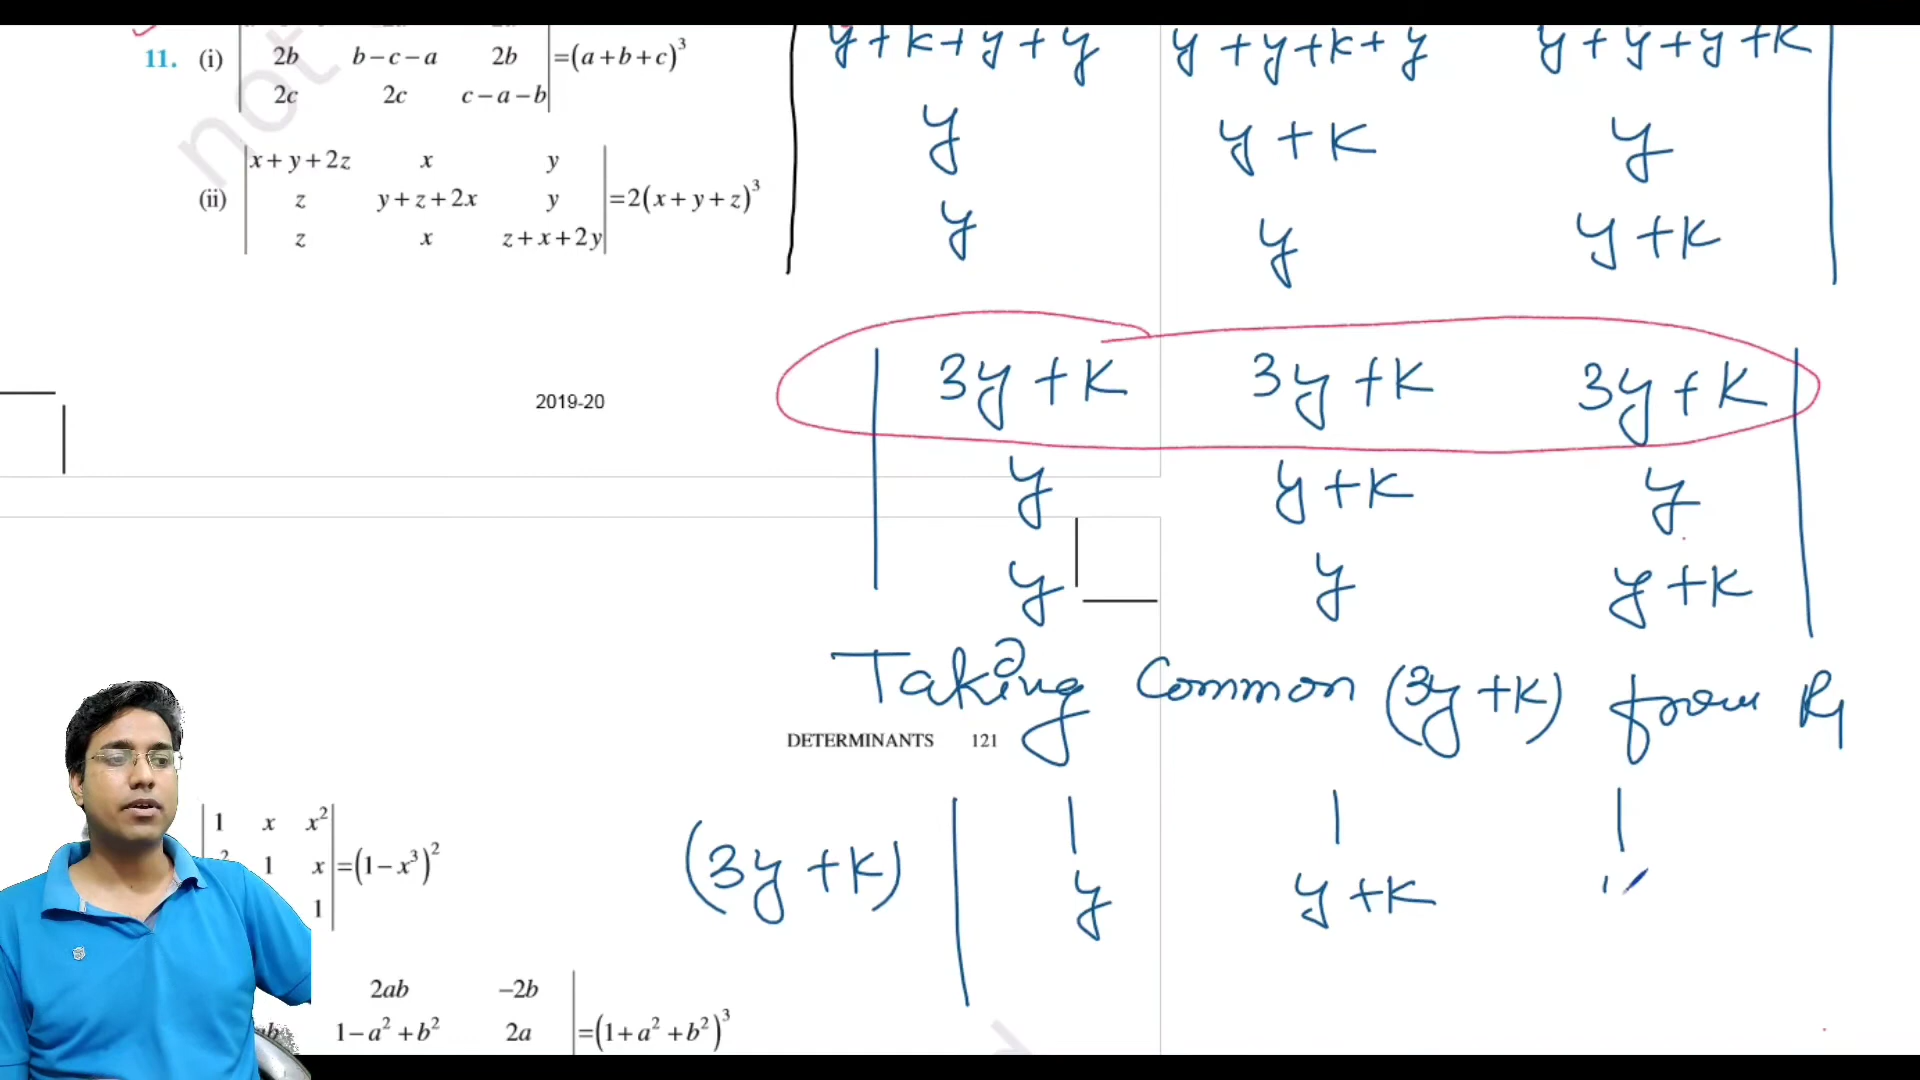 y+k+y+y y+y+k+y y+y+y+k
y y+k y
y y y+k
11. (i) 2b b−c−a 2b =(a+b+c)³
2c 2c c−a−b
(ii) x+y+2z x y
z y+z+2x y =2(x+y+z)³
z x z+x+2y
not
3y+k 3y+k 3y+k
y y+k y
y y y+k
2019-20
Taking Common (3y+k) from R₁
DETERMINANTS 121
(3y+k) 1 1 1
y y+k
1 x x²
1 x =(1−x³)²
1
2ab −2b
1−a²+b² 2a =(1+a²+b²)³